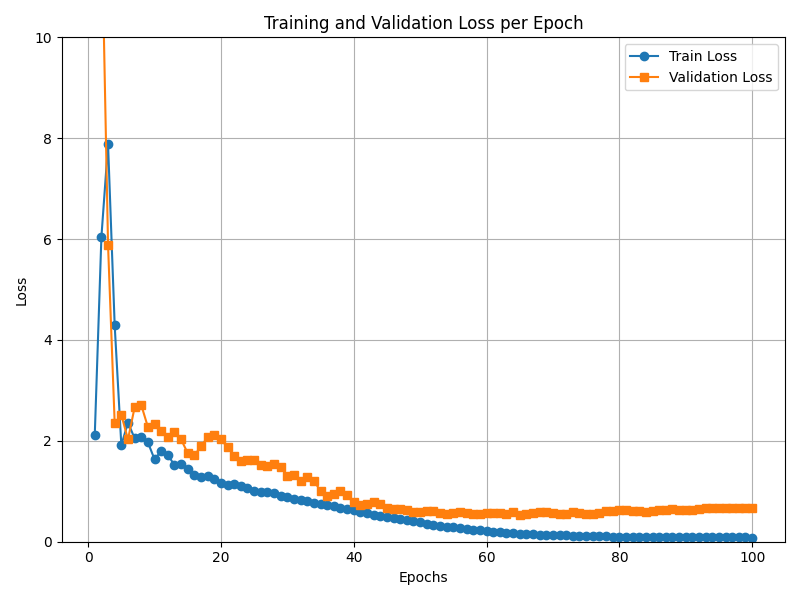 Training and Validation Loss per Epoch
10
8
6
4
2
0
Loss
Train Loss
Validation Loss
0 20 40 60 80 100
Epochs